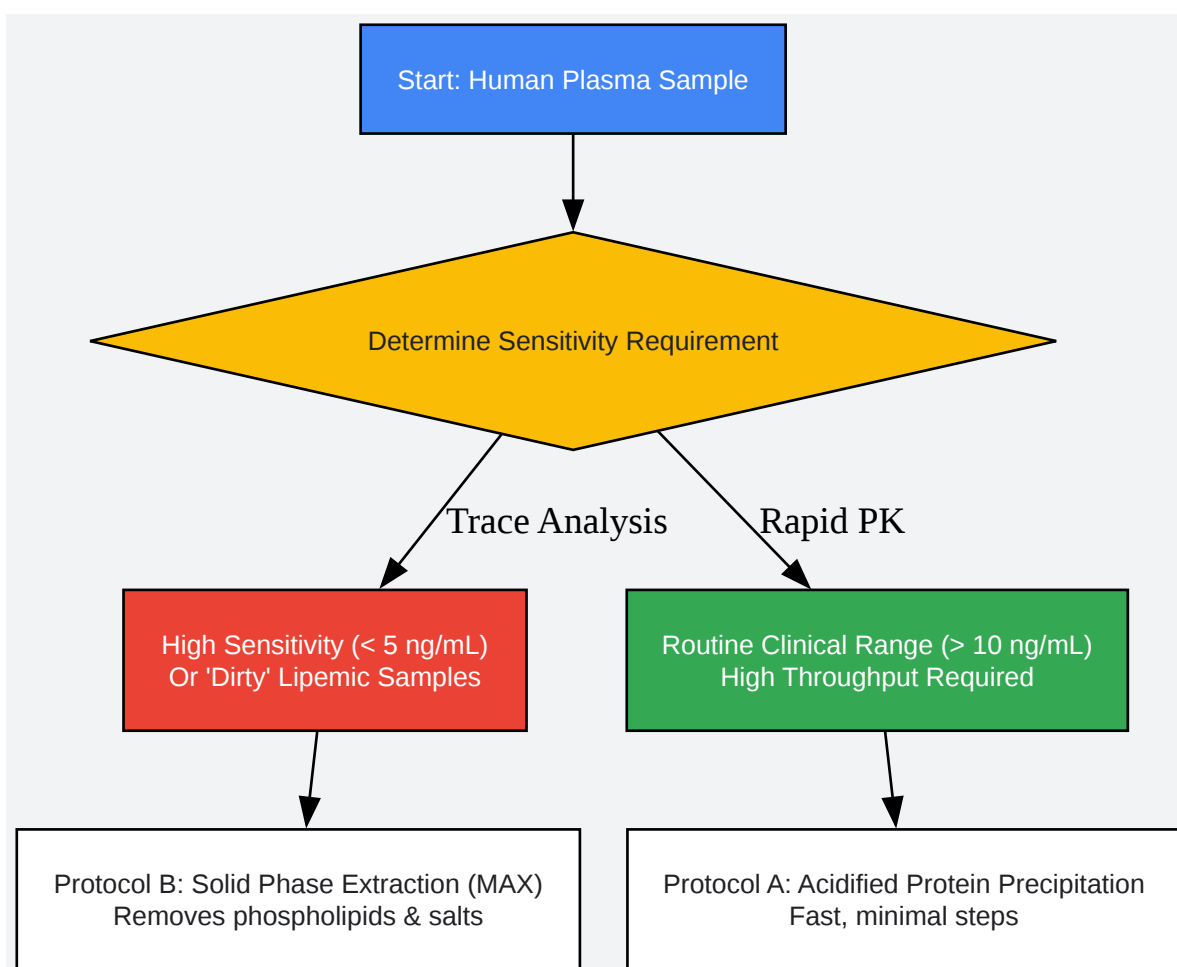 Start: Human Plasma Sample
Determine Sensitivity Requirement
Trace Analysis
Rapid PK
High Sensitivity (< 5 ng/mL)
Or 'Dirty' Lipemic Samples
Routine Clinical Range (> 10 ng/mL)
High Throughput Required
Protocol B: Solid Phase Extraction (MAX)
Removes phospholipids & salts
Protocol A: Acidified Protein Precipitation
Fast, minimal steps